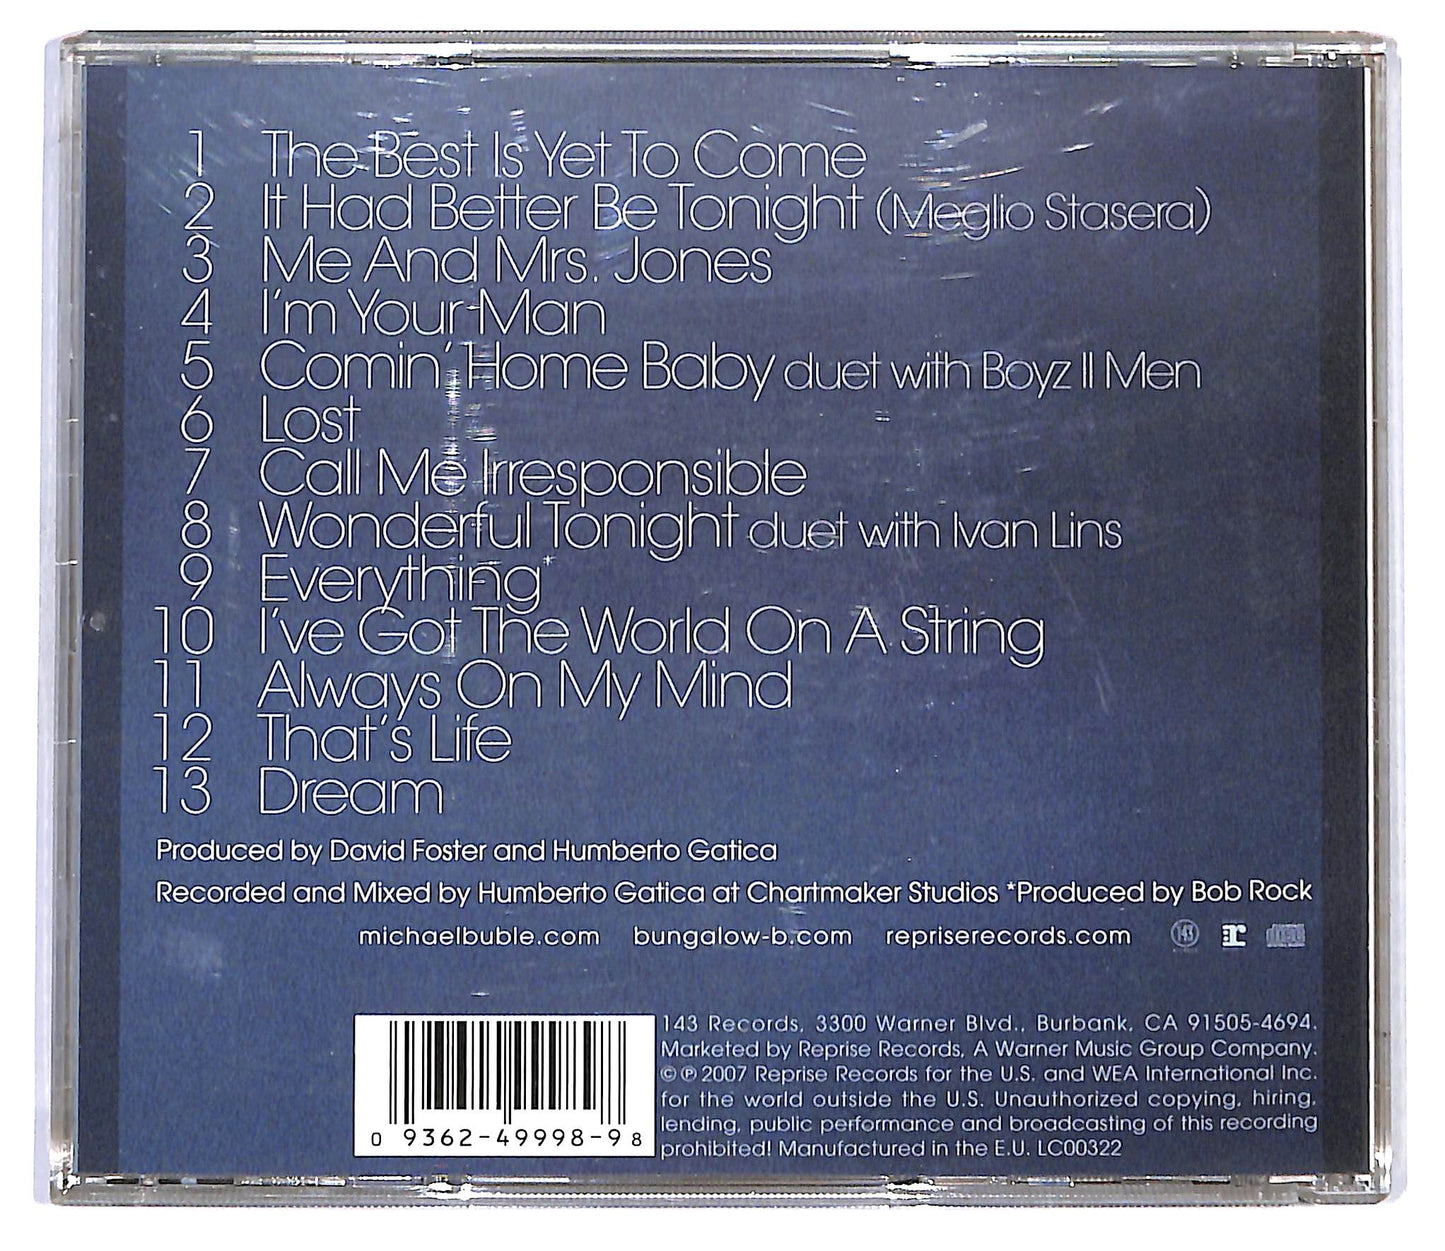 1 The Best Is Yet To Come
2 It Had Better Be Tonight (Meglio Stasera)
3 Me And Mrs. Jones
4 I'm Your Man
5 Comin' Home Baby duet with Boyz II Men
6 Lost
7 Call Me Irresponsible
8 Wonderful Tonight duet with Ivan Lins
9 Everything*
10 I've Got The World On A String
11 Always On My Mind
12 That's Life
13 Dream
Produced by David Foster and Humberto Gatica
Recorded and Mixed by Humberto Gatica at Chartmaker Studios *Produced by Bob Rock
michaelbuble.com bungalow-b.com repriserecords.com 143 r
143 Records, 3300 Warner Blvd., Burbank, CA 91505-4694.
Marketed by Reprise Records, A Warner Music Group Company.
© ℗ 2007 Reprise Records for the U.S. and WEA International Inc.
for the world outside the U.S. Unauthorized copying, hiring,
lending, public performance and broadcasting of this recording
prohibited! Manufactured in the E.U. LC00322
0 9362-49998-9 8